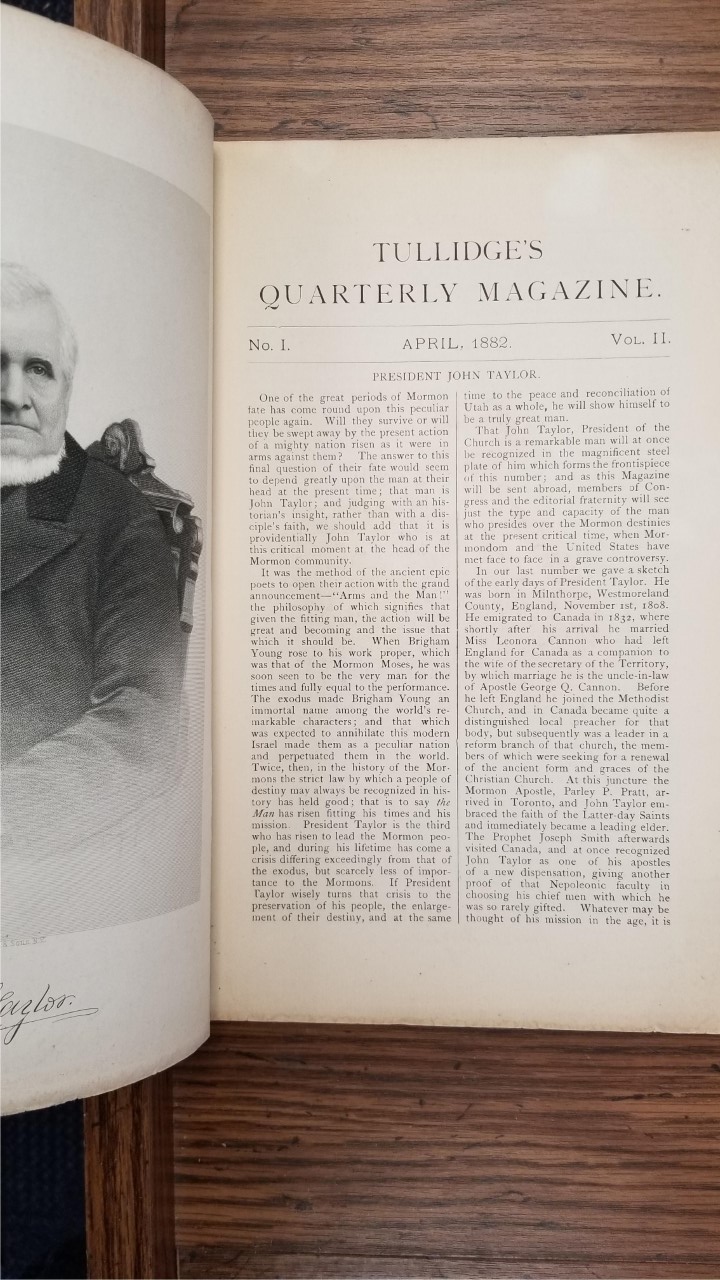 TULLIDGE'S
QUARTERLY MAGAZINE.
No. I.
APRIL, 1882.
VOL. II.
PRESIDENT JOHN TAYLOR.
One of the great periods of Mormon
fate has come round upon this peculiar
people again. Will they survive or will
they be swept away by the present action
of a mighty nation risen as it were in
arms against them? The answer to this
final question of their fate would seem
to depend greatly upon the man at their
head at the present time; that man is
John Taylor; and judging with an his-
torian's insight, rather than with a dis-
ciple's faith, we should add that it is
providentially John Taylor who is at
this critical moment at the head of the
Mormon community.
It was the method of the ancient epic
poets to open their action with the grand
announcement—"Arms and the Man!"
the philosophy of which signifies that
given the fitting man, the action will be
great and becoming and the issue that
which it should be. When Brigham
Young rose to his work proper, which
was that of the Mormon Moses, he was
soon seen to be the very man for the
times and fully equal to the performance.
The exodus made Brigham Young an
immortal name among the world's re-
markable characters; and that which
was expected to annihilate this modern
Israel made them as a peculiar nation
and perpetuated them in the world.
Twice, then, in the history of the Mor-
mons the strict law by which a people of
destiny may always be recognized in his-
tory has held good; that is to say the
Man has risen fitting his times and his
mission. President Taylor is the third
who has risen to lead the Mormon peo-
ple, and during his lifetime has come a
crisis differing exceedingly from that of
the exodus, but scarcely less of impor-
tance to the Mormons. If President
Taylor wisely turns that crisis to the
preservation of his people, the enlarge-
ment of their destiny, and at the same
time to the peace and reconciliation of
Utah as a whole, he will show himself to
be a truly great man.
That John Taylor, President of the
Church is a remarkable man will at once
be recognized in the magnificent steel
plate of him which forms the frontispiece
of this number; and as this Magazine
will be sent abroad, members of Con-
gress and the editorial fraternity will see
just the type and capacity of the man
who presides over the Mormon destinies
at the present critical time, when Mor-
mondom and the United States have
met face to face in a grave controversy.
In our last number we gave a sketch
of the early days of President Taylor. He
was born in Milnthorpe, Westmoreland
County, England, November 1st, 1808.
He emigrated to Canada in 1832, where
shortly after his arrival he married
Miss Leonora Cannon who had left
England for Canada as a companion to
the wife of the secretary of the Territory,
by which marriage he is the uncle-in-law
of Apostle George Q. Cannon. Before
he left England he joined the Methodist
Church, and in Canada became quite a
distinguished local preacher for that
body, but subsequently was a leader in a
reform branch of that church, the mem-
bers of which were seeking for a renewal
of the ancient form and graces of the
Christian Church. At this juncture the
Mormon Apostle, Parley P. Pratt, ar-
rived in Toronto, and John Taylor em-
braced the faith of the Latter-day Saints
and immediately became a leading elder.
The Prophet Joseph Smith afterwards
visited Canada, and at once recognized
John Taylor as one of his apostles
of a new dispensation, giving another
proof of that Nepoleonic faculty in
choosing his chief men with which he
was so rarely gifted. Whatever may be
thought of his mission in the age, it is
Taylor.